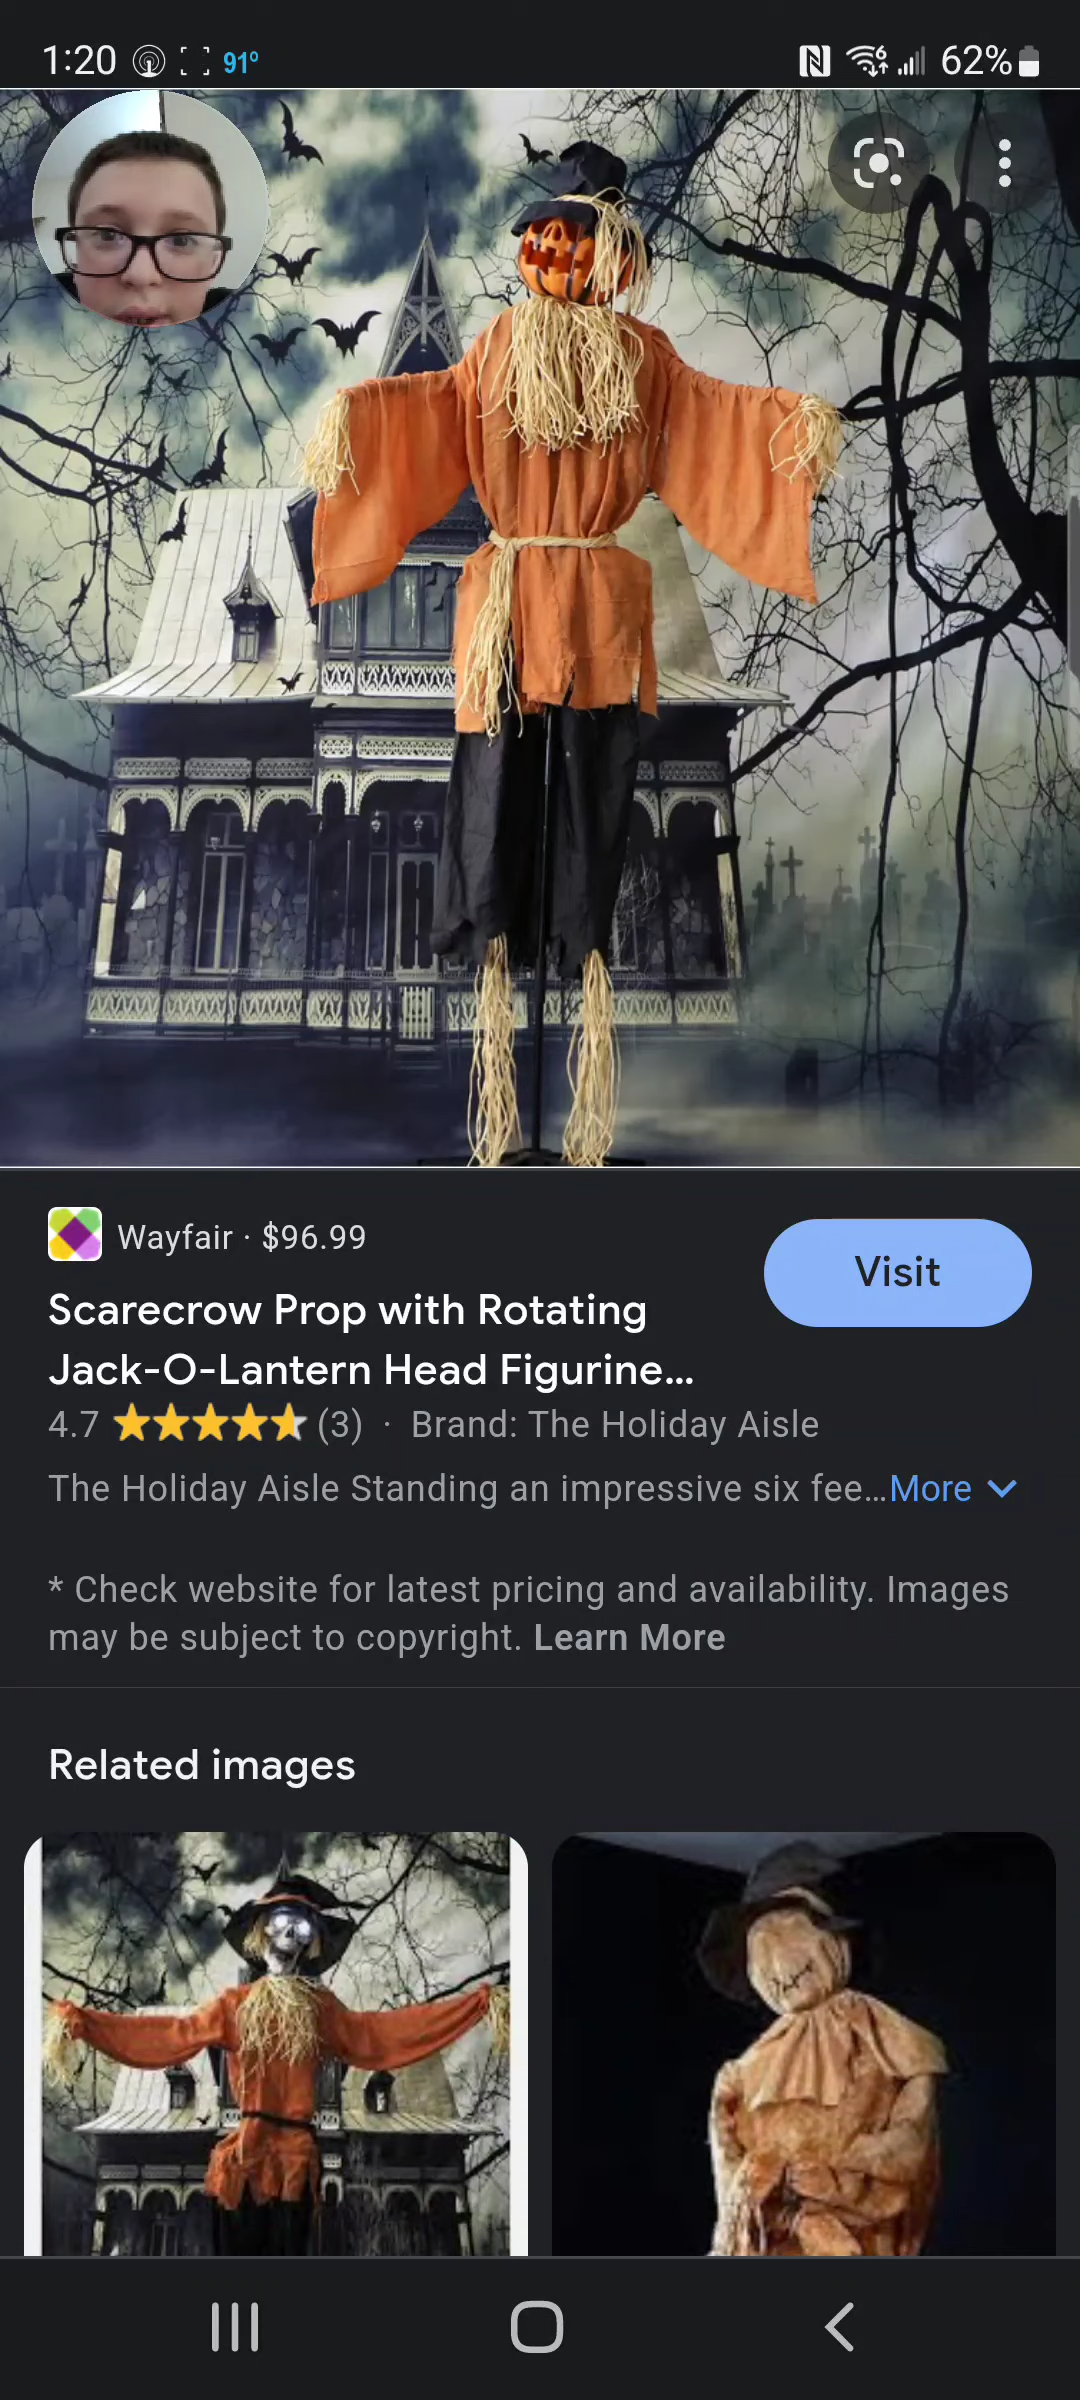 1:20 91° 62%
Wayfair · $96.99
Visit
Scarecrow Prop with Rotating
Jack-O-Lantern Head Figurine...
4.7 (3) · Brand: The Holiday Aisle
The Holiday Aisle Standing an impressive six fee...More
* Check website for latest pricing and availability. Images
may be subject to copyright. Learn More
Related images